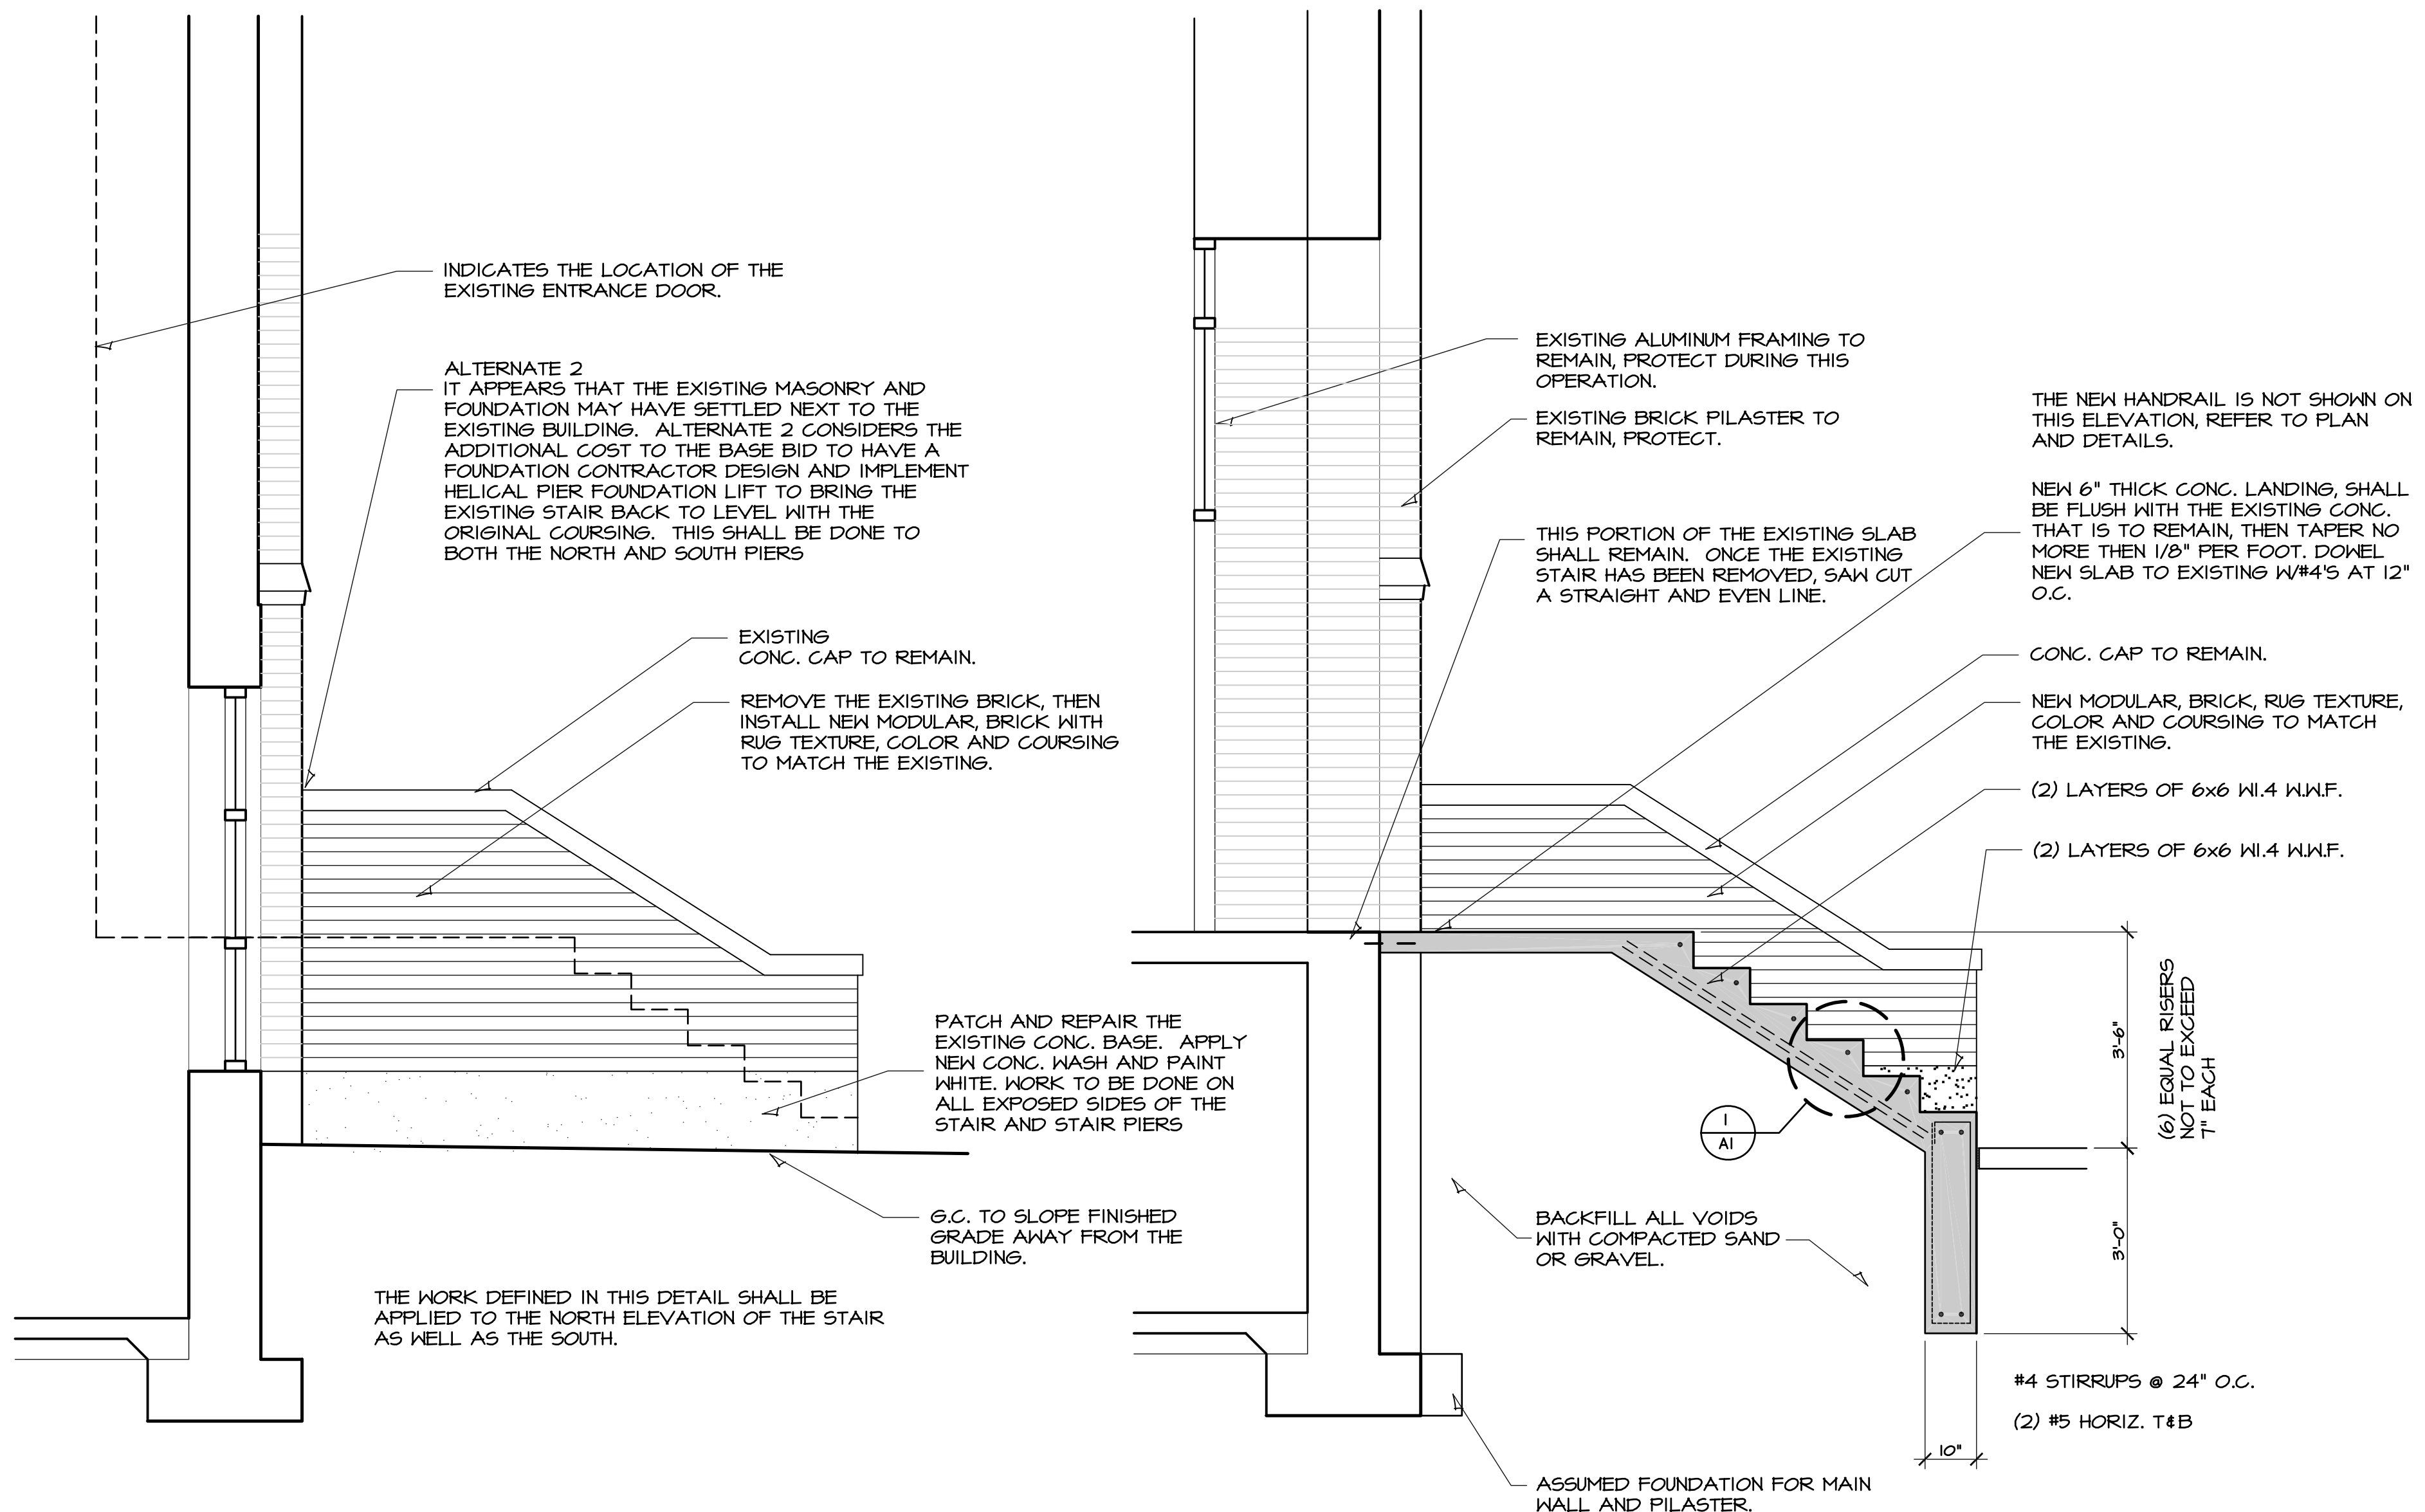 INDICATES THE LOCATION OF THE
EXISTING ENTRANCE DOOR.
ALTERNATE 2
IT APPEARS THAT THE EXISTING MASONRY AND
FOUNDATION MAY HAVE SETTLED NEXT TO THE
EXISTING BUILDING.  ALTERNATE 2 CONSIDERS THE
ADDITIONAL COST TO THE BASE BID TO HAVE A
FOUNDATION CONTRACTOR DESIGN AND IMPLEMENT
HELICAL PIER FOUNDATION LIFT TO BRING THE
EXISTING STAIR BACK TO LEVEL WITH THE
ORIGINAL COURSING.  THIS SHALL BE DONE TO
BOTH THE NORTH AND SOUTH PIERS
EXISTING
CONC. CAP TO REMAIN.
REMOVE THE EXISTING BRICK, THEN
INSTALL NEW MODULAR, BRICK WITH
RUG TEXTURE, COLOR AND COURSING
TO MATCH THE EXISTING.
PATCH AND REPAIR THE
EXISTING CONC. BASE.  APPLY
NEW CONC. WASH AND PAINT
WHITE. WORK TO BE DONE ON
ALL EXPOSED SIDES OF THE
STAIR AND STAIR PIERS
G.C. TO SLOPE FINISHED
GRADE AWAY FROM THE
BUILDING.
THE WORK DEFINED IN THIS DETAIL SHALL BE
APPLIED TO THE NORTH ELEVATION OF THE STAIR
AS WELL AS THE SOUTH.
EXISTING ALUMINUM FRAMING TO
REMAIN, PROTECT DURING THIS
OPERATION.
EXISTING BRICK PILASTER TO
REMAIN, PROTECT.
THIS PORTION OF THE EXISTING SLAB
SHALL REMAIN.  ONCE THE EXISTING
STAIR HAS BEEN REMOVED, SAW CUT
A STRAIGHT AND EVEN LINE.
THE NEW HANDRAIL IS NOT SHOWN ON
THIS ELEVATION, REFER TO PLAN
AND DETAILS.
NEW 6" THICK CONC. LANDING, SHALL
BE FLUSH WITH THE EXISTING CONC.
THAT IS TO REMAIN, THEN TAPER NO
MORE THEN 1/8" PER FOOT. DOWEL
NEW SLAB TO EXISTING W/#4'S AT 12"
O.C.
CONC. CAP TO REMAIN.
NEW MODULAR, BRICK, RUG TEXTURE,
COLOR AND COURSING TO MATCH
THE EXISTING.
(2) LAYERS OF 6x6 W1.4 W.W.F.
(2) LAYERS OF 6x6 W1.4 W.W.F.
3'-6"
(6) EQUAL RISERS
NOT TO EXCEED
7" EACH
1
A1
BACKFILL ALL VOIDS
WITH COMPACTED SAND
OR GRAVEL.
3'-0"
#4 STIRRUPS @ 24" O.C.
(2) #5 HORIZ. T&B
10"
ASSUMED FOUNDATION FOR MAIN
WALL AND PILASTER.